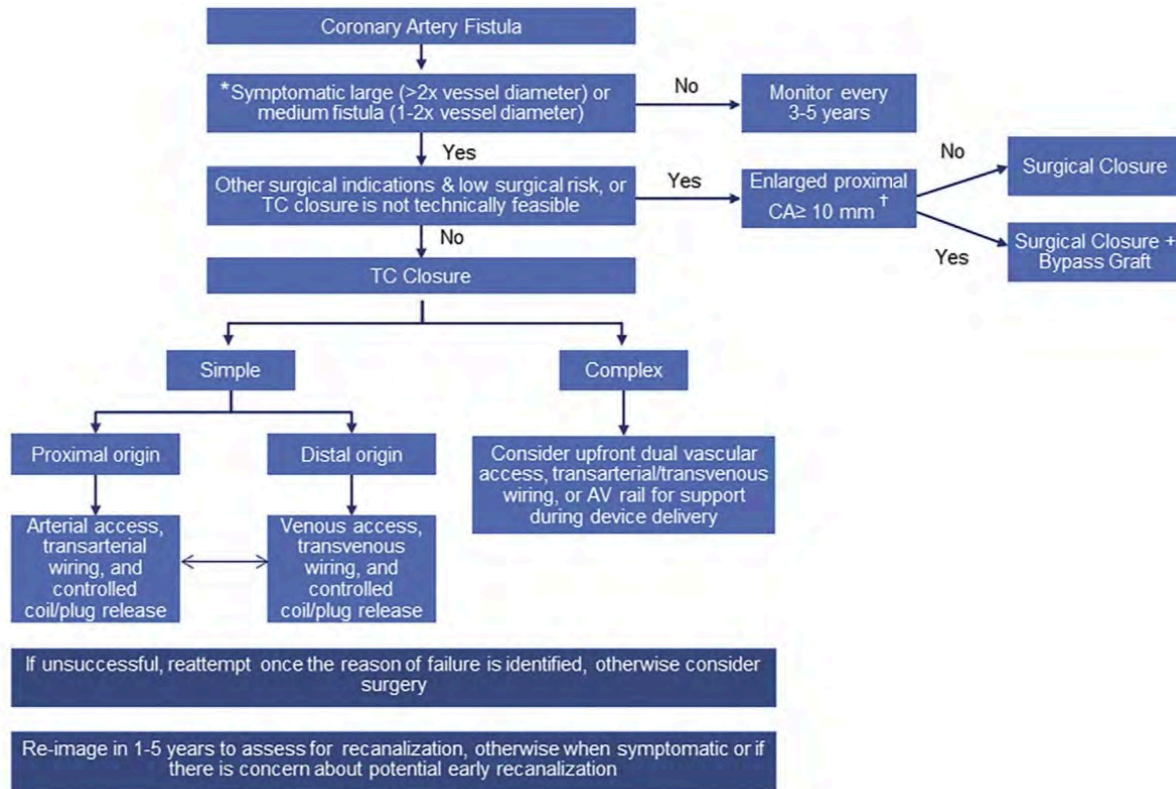 Coronary Artery Fistula
*Symptomatic large (>2x vessel diameter) or
medium fistula (1-2x vessel diameter)
No
Monitor every
3-5 years
Yes
Other surgical indications & low surgical risk, or
TC closure is not technically feasible
Yes
Enlarged proximal
CA≥ 10 mm †
No
Surgical Closure
Yes
Surgical Closure +
Bypass Graft
No
TC Closure
Simple
Complex
Proximal origin
Distal origin
Consider upfront dual vascular
access, transarterial/transvenous
wiring, or AV rail for support
during device delivery
Arterial access,
transarterial
wiring, and
controlled
coil/plug release
Venous access,
transvenous
wiring, and
controlled
coil/plug release
If unsuccessful, reattempt once the reason of failure is identified, otherwise consider
surgery
Re-image in 1-5 years to assess for recanalization, otherwise when symptomatic or if
there is concern about potential early recanalization